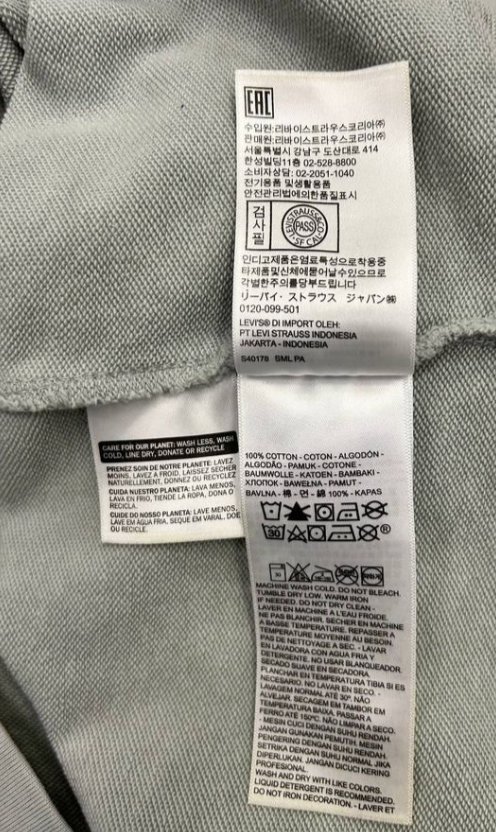 EAC
수입원:리바이스트라우스코리아㈜
판매원:리바이스트라우스코리아㈜
서울특별시 강남구 도산대로 414
한성빌딩11층 02-528-8800
소비자상담: 02-2051-1040
전기용품 및생활용품
안전관리법에의한품질표시
검사필
LEVI STRAUSS & CO
PASS
SF CAL
인디고제품은염료특성으로착용중
타제품및신체에묻어날수있으므로
각별한주의를당부드립니다
リーバイ・ストラウス ジャパン㈱
0120-099-501
LEVI'S® DI IMPORT OLEH:
PT LEVI STRAUSS INDONESIA
JAKARTA - INDONESIA
S40178 SML PA
CARE FOR OUR PLANET: WASH LESS, WASH
COLD, LINE DRY, DONATE OR RECYCLE
PRENEZ SOIN DE NOTRE PLANETE: LAVEZ
MOINS, LAVEZ A FROID, LAISSEZ SECHER
NATURELLEMENT, DONNEZ OU RECYCLEZ
CUIDA NUESTRO PLANETA: LAVA MENOS,
LAVA EN FRIO, TIENDE LA ROPA, DONA O
RECICLA.
CUIDE DO NOSSO PLANETA: LAVE MENOS,
LAVE EM ÁGUA FRIA, SEQUE EM VARAL, DOE
OU RECICLE.
100% COTTON - COTON - ALGODÓN -
ALGODÃO - PAMUK - COTONE -
BAUMWOLLE - KATOEN - BAMBAKI -
ХЛОПОК - BAWEŁNA - PAMUT -
BAVLNA - 棉 - 면 - 綿 100% - KAPAS
30
®
MACHINE WASH COLD. DO NOT BLEACH.
TUMBLE DRY LOW. WARM IRON
IF NEEDED. DO NOT DRY CLEAN -
LAVER EN MACHINE A L'EAU FROIDE.
NE PAS BLANCHIR. SECHER EN MACHINE
A BASSE TEMPERATURE. REPASSER A
TEMPERATURE MOYENNE AU BESOIN.
PAS DE NETTOYAGE A SEC. - LAVAR
EN LAVADORA CON AGUA FRIA Y
DETERGENTE. NO USAR BLANQUEADOR.
SECADO SUAVE EN SECADORA.
PLANCHAR EN TEMPERATURA TIBIA SI ES
NECESARIO. NO LAVAR EN SECO. -
LAVAGEM NORMAL ATÉ 30º. NÃO
ALVEJAR. SECAGEM EM TAMBOR EM
TEMPERATURA BAIXA. PASSAR A
FERRO ATÉ 150ºC. NÃO LIMPAR A SECO.
- MESIN CUCI DENGAN SUHU RENDAH.
JANGAN GUNAKAN PEMUTIH. MESIN
PENGERING DENGAN SUHU RENDAH.
SETRIKA DENGAN SUHU NORMAL JIKA
DIPERLUKAN. JANGAN DICUCI KERING
PROFESIONAL
WASH AND DRY WITH LIKE COLORS.
LIQUID DETERGENT IS RECOMMENDED.
DO NOT IRON DECORATION - LAVER ET